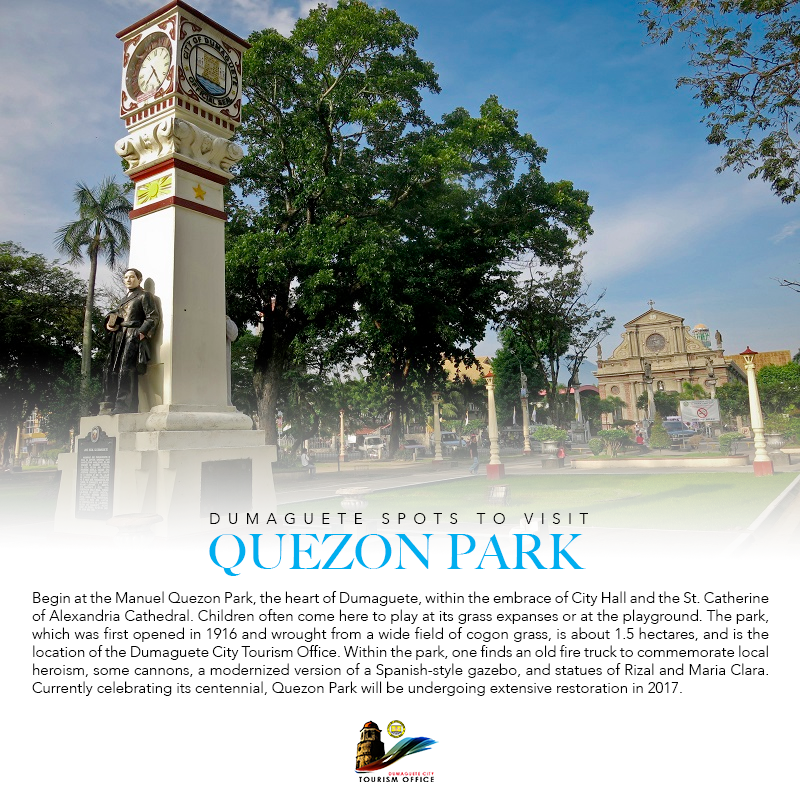 CITY OF DUMAGUETE
OFFICIAL SEAL
DUMAGUETE SPOTS TO VISIT
QUEZON PARK
Begin at the Manuel Quezon Park, the heart of Dumaguete, within the embrace of City Hall and the St. Catherine
of Alexandria Cathedral. Children often come here to play at its grass expanses or at the playground. The park,
which was first opened in 1916 and wrought from a wide field of cogon grass, is about 1.5 hectares, and is the
location of the Dumaguete City Tourism Office. Within the park, one finds an old fire truck to commemorate local
heroism, some cannons, a modernized version of a Spanish-style gazebo, and statues of Rizal and Maria Clara.
Currently celebrating its centennial, Quezon Park will be undergoing extensive restoration in 2017.
DUMAGUETE CITY
TOURISM OFFICE